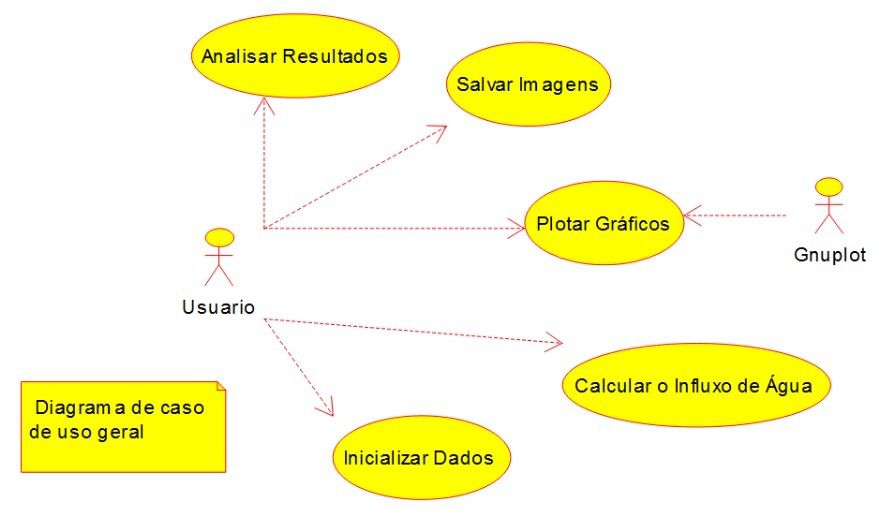 Analisar Resultados
Salvar Imagens
Plotar Gráficos
Gnuplot
Usuario
Calcular o Influxo de Água
Diagrama de caso
de uso geral
Inicializar Dados